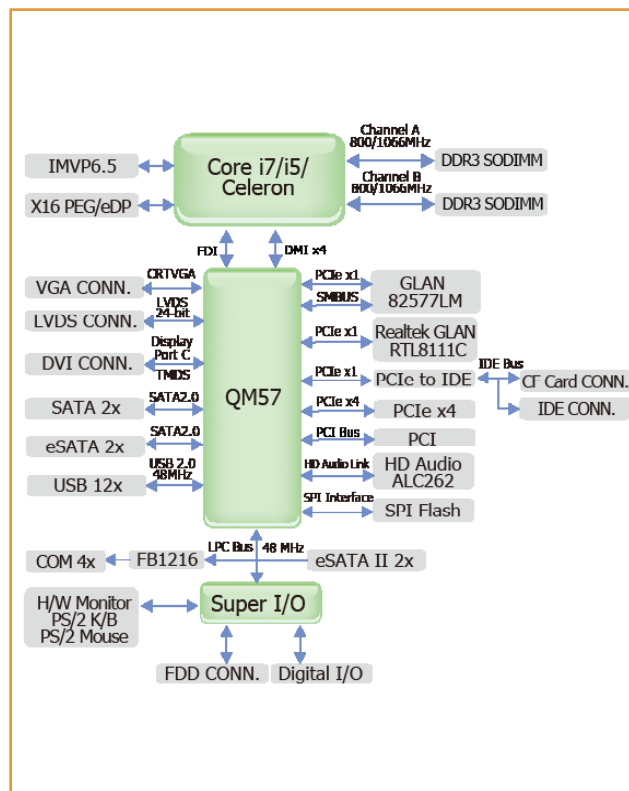 Channel A
800/1066MHz
IMVP6.5
Core i7/i5/
Celeron
DDR3 SODIMM
Channel B
800/1066MHz
X16 PEG/eDP
DDR3 SODIMM
FDI
DMI x4
VGA CONN.
CRTVGA
PCIe x1
SMBUS
GLAN
82577LM
LVDS CONN.
LVDS
24-bit
PCIe x1
Realtek GLAN
RTL8111C
DVI CONN.
Display
Port C
TMDS
QM57
PCIe x1
PCIe to IDE
IDE Bus
CF Card CONN.
IDE CONN.
SATA 2x
SATA2.0
PCIe x4
PCIe x4
eSATA 2x
SATA2.0
PCI Bus
PCI
USB 12x
USB 2.0
48MHz
HD Audio Link
HD Audio
ALC262
SPI Interface
SPI Flash
LPC Bus
48 MHz
COM 4x
FB1216
eSATA II 2x
H/W Monitor
PS/2 K/B
PS/2 Mouse
Super I/O
FDD CONN.
Digital I/O